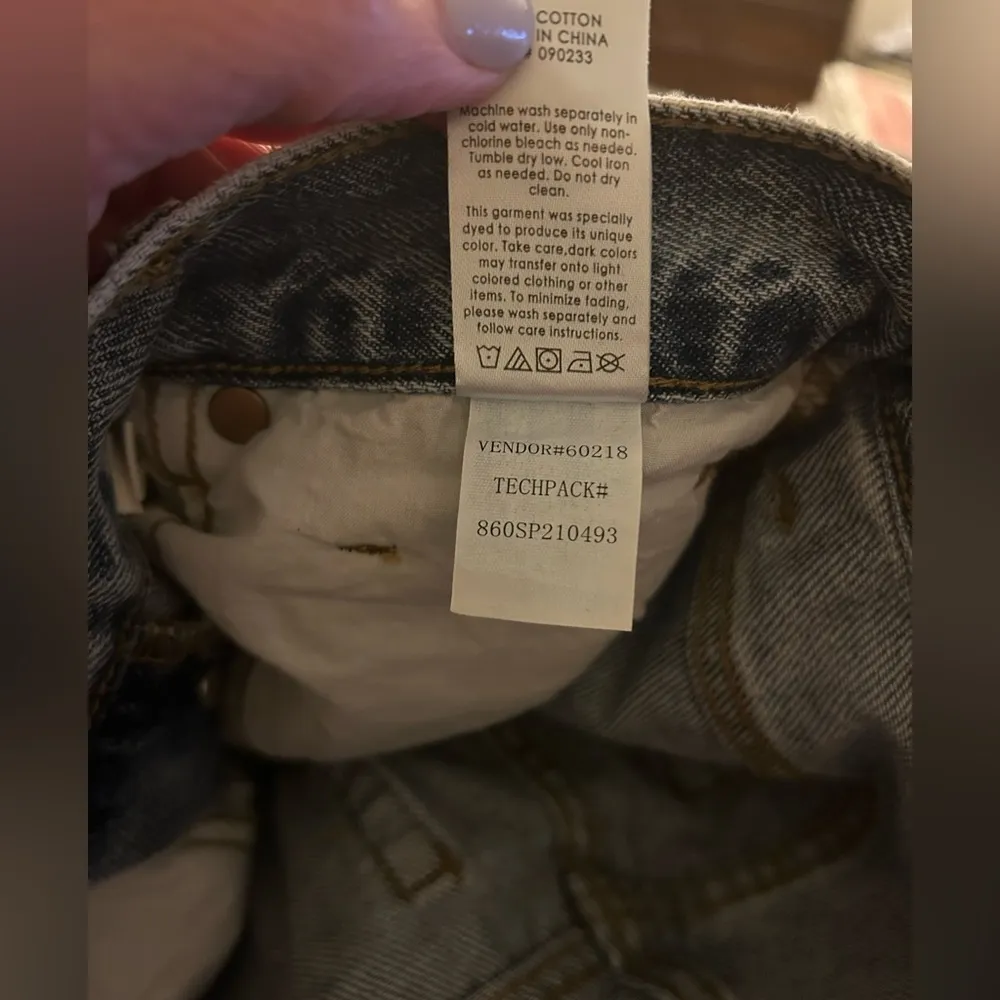 COTTON
IN CHINA
090233
Machine wash separately in
cold water. Use only non-
chlorine bleach as needed.
Tumble dry low. Cool iron
as needed. Do not dry
clean.
This garment was specially
dyed to produce its unique
color. Take care,dark colors
may transfer onto light
colored clothing or other
items. To minimize fading,
please wash separately and
follow care instructions.
VENDOR#60218
TECHPACK#
860SP210493